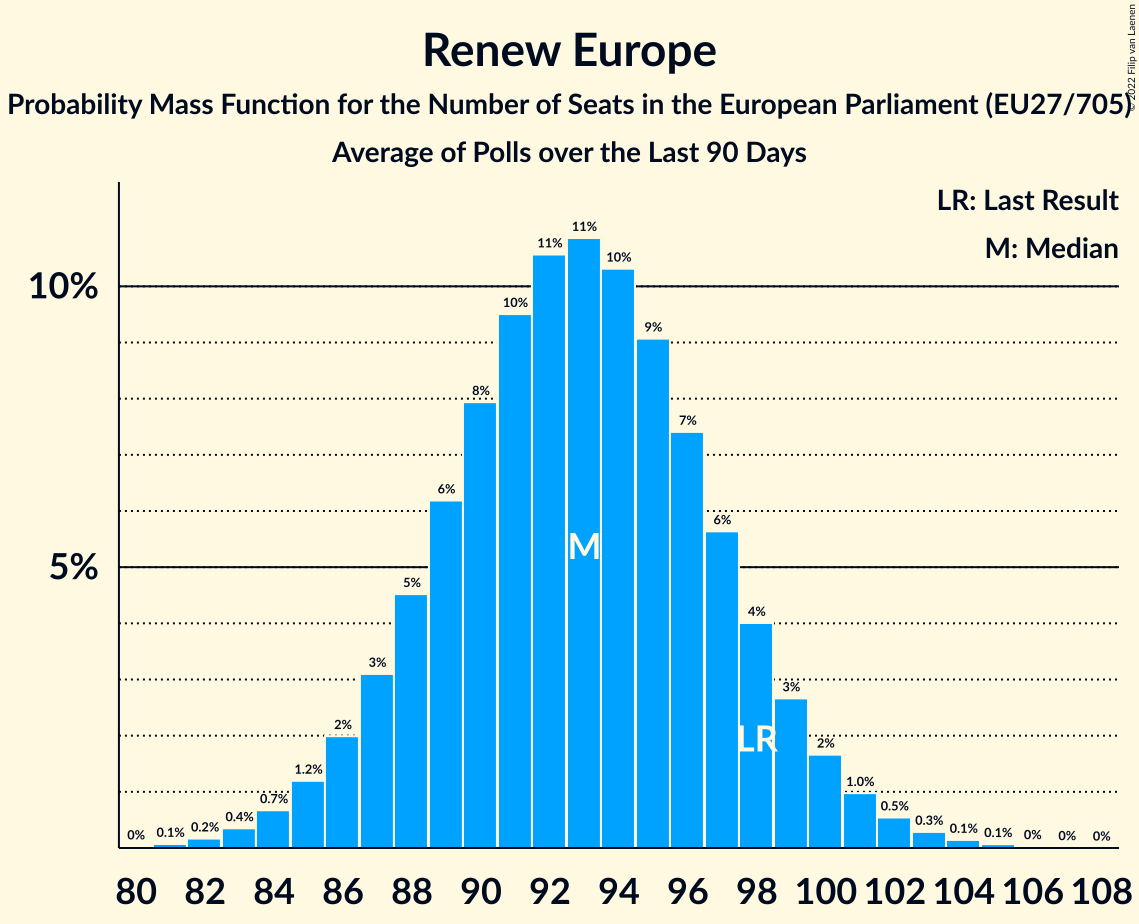 Renew Europe
Probability Mass Function for the Number of Seats in the European Parliament (EU27/705)
Average of Polls over the Last 90 Days
© 2022 Filip van Laenen
LR: Last Result
M: Median
10%
5%
0% 0.1% 0.2% 0.4% 0.7% 1.2% 2% 3% 5% 6% 8% 10% 11% 11% 10% 9% 7% 6% 4% 3% 2% 1.0% 0.5% 0.3% 0.1% 0.1% 0% 0% 0%
M
LR
80 82 84 86 88 90 92 94 96 98 100 102 104 106 108